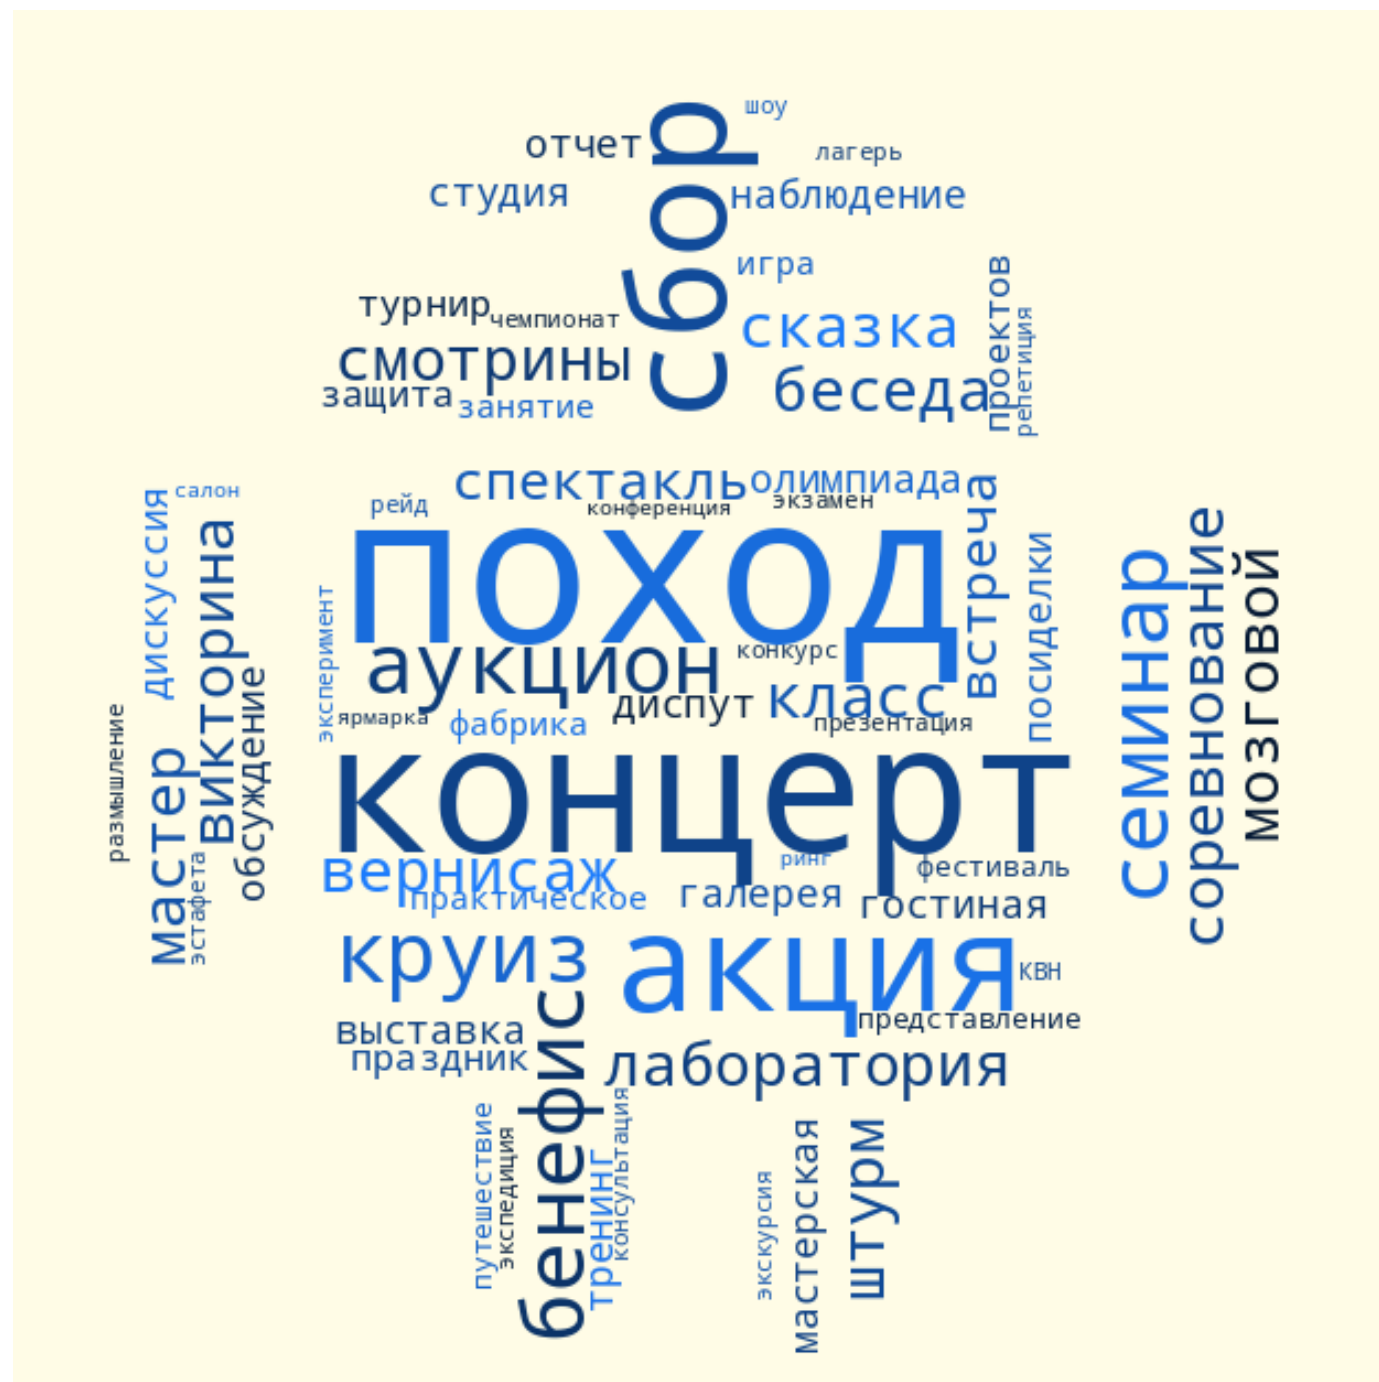 шоу
отчет
лагерь
студия
сбор
наблюдение
игра
турнир
чемпионат
сказка
смотрины
беседа
проектов
репетиция
защита
занятие
спектакль
олимпиада
рейд
конференция
экзамен
салон
дискуссия
викторина
поход
встреча
посиделки
семинар
соревнование
мозговой
эксперимент
аукцион
конкурс
класс
диспут
ярмарка
фабрика
презентация
размышление
мастер
обсуждение
эстафета
концерт
вернисаж
ринг
фестиваль
практическое
галерея
гостиная
круиз
акция
КВН
представление
выставка
праздник
бенефис
лаборатория
путешествие
экспедиция
тренинг
консультация
экскурсия
мастерская
штурм